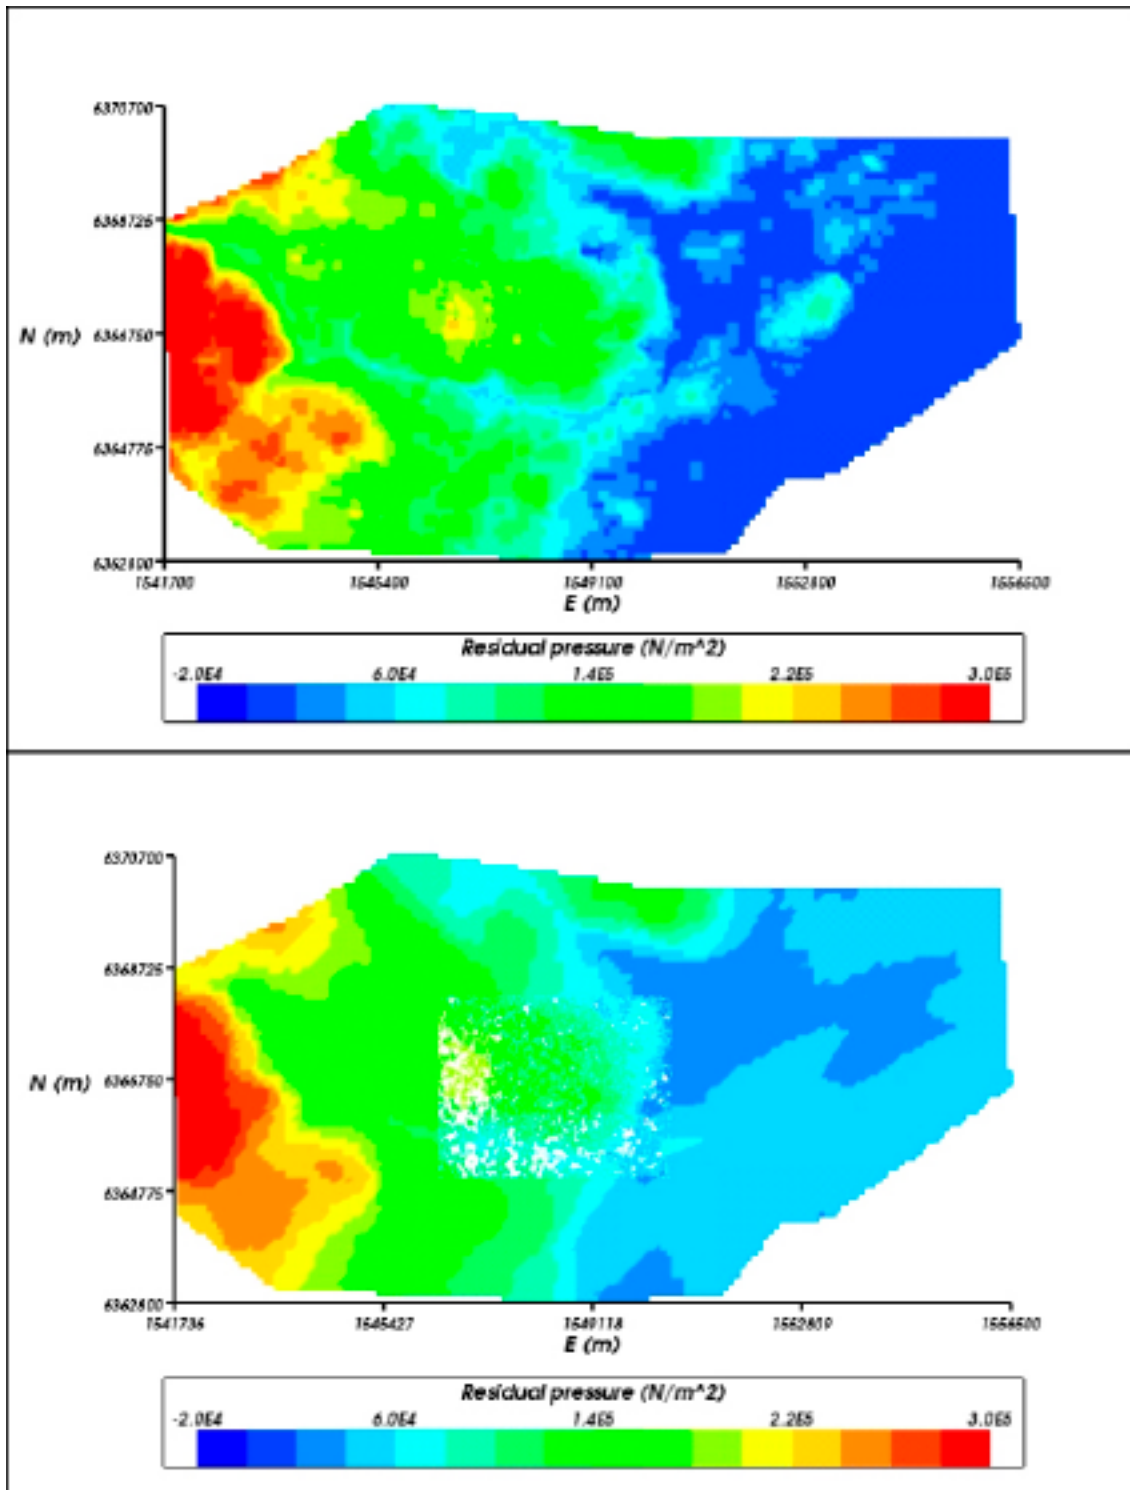 6370700
6368725
N (m) 6366750
6364775
6362800
1541700 1545400 1549100 1552800 1556500
E (m)
Residual pressure (N/m^2)
-2.0E4 6.0E4 1.4E5 2.2E5 3.0E5
6370700
6368725
N (m) 6366750
6364775
6362800
1541736 1545427 1549118 1552809 1556500
E (m)
Residual pressure (N/m^2)
-2.0E4 6.0E4 1.4E5 2.2E5 3.0E5